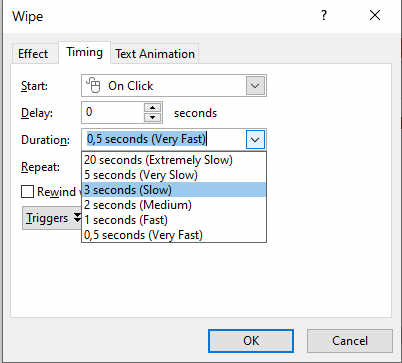 Wipe ? ×
Effect Timing Text Animation
Start: On Click
Delay: 0 seconds
Duration: 0,5 seconds (Very Fast)
20 seconds (Extremely Slow)
Repeat: 5 seconds (Very Slow)
Rewind 3 seconds (Slow)
2 seconds (Medium)
Triggers 1 seconds (Fast)
0,5 seconds (Very Fast)
OK Cancel